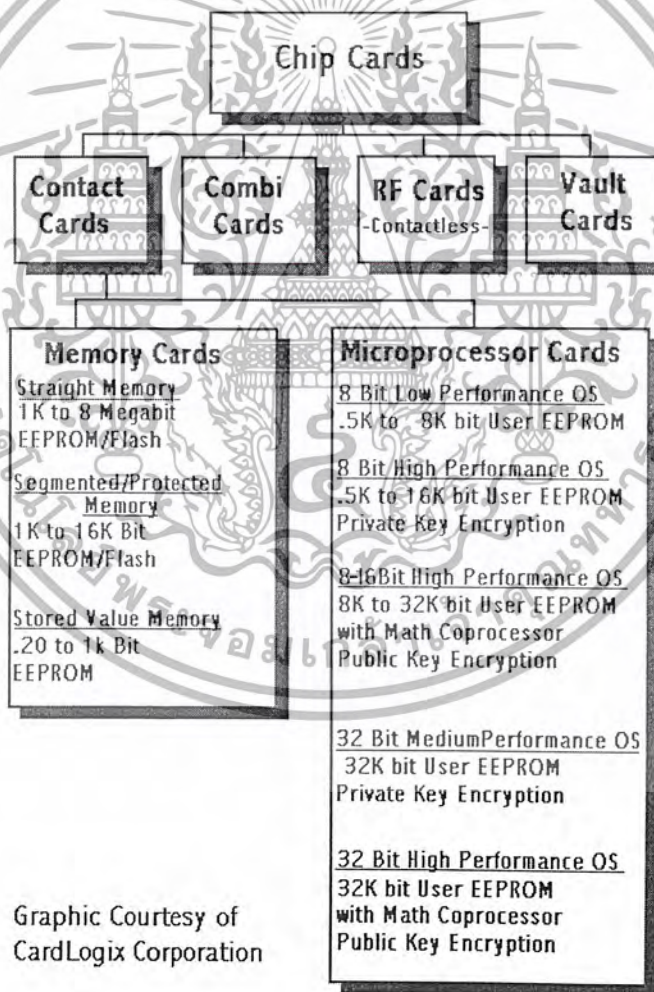 Chip Cards
Contact
Cards
Combi
Cards
RF Cards
-Contactless-
Vault
Cards
Memory Cards
Straight Memory
1K to 8 Megabit
EEPROM/Flash
Segmented/Protected
Memory
1K to 16K Bit
EEPROM/Flash
Stored Value Memory
.20 to 1k Bit
EEPROM
Microprocessor Cards
8 Bit Low Performance OS
.5K to 8K bit User EEPROM
8 Bit High Performance OS
.5K to 16K bit User EEPROM
Private Key Encryption
8-16Bit High Performance OS
8K to 32K bit User EEPROM
with Math Coprocessor
Public Key Encryption
32 Bit MediumPerformance OS
32K bit User EEPROM
Private Key Encryption
32 Bit High Performance OS
32K bit User EEPROM
with Math Coprocessor
Public Key Encryption
Graphic Courtesy of
CardLogix Corporation